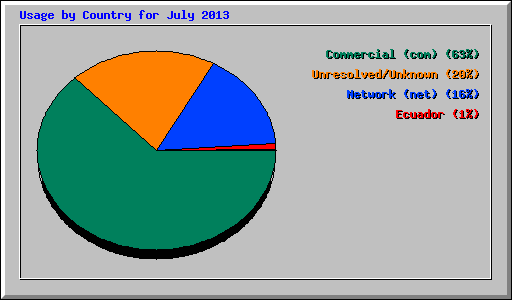 Usage by Country for July 2013
Commercial (com) (63%)
Unresolved/Unknown (20%)
Network (net) (16%)
Ecuador (1%)